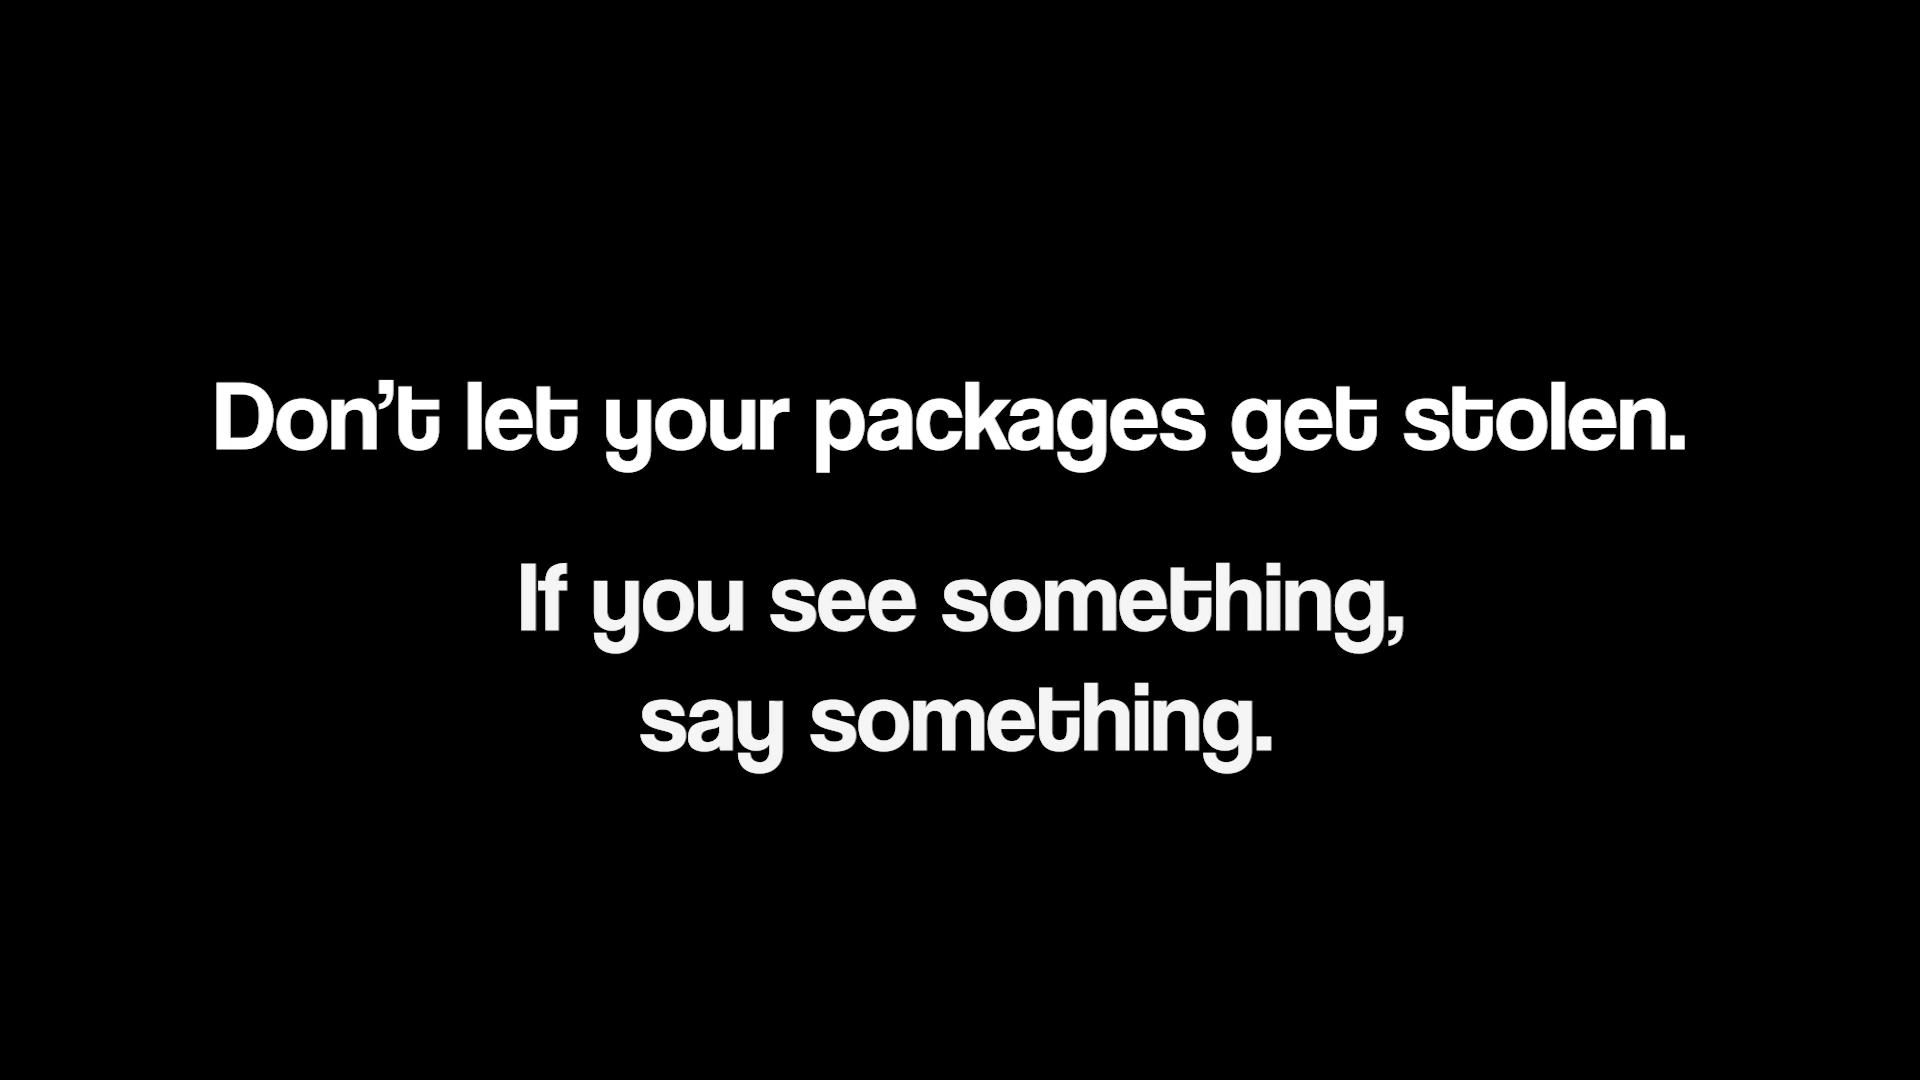 Don’t let your packages get stolen.
If you see something,
say something.